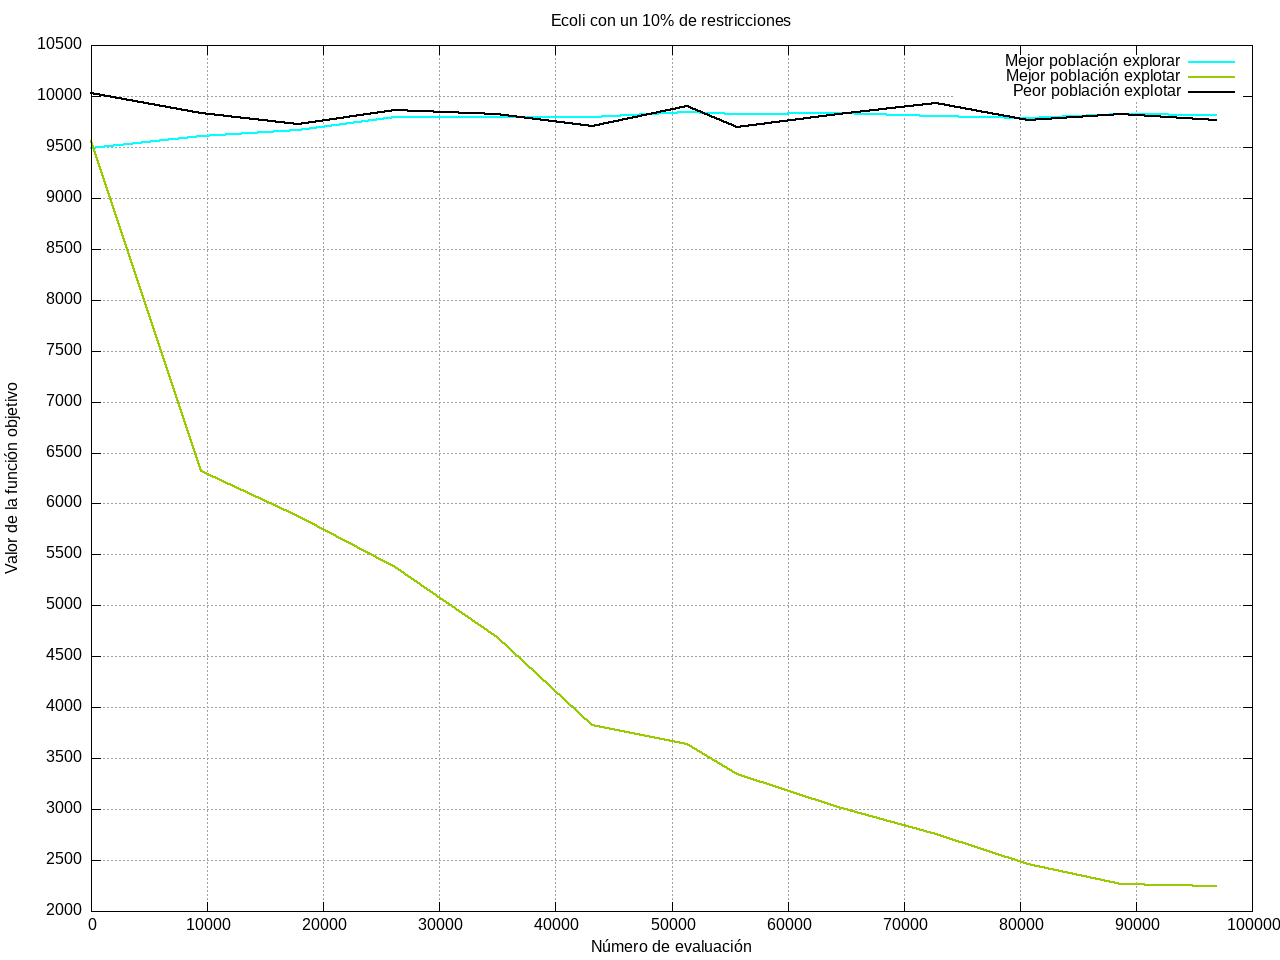 Ecoli con un 10% de restricciones
Mejor población explorar
Mejor población explotar
Peor población explotar
Valor de la función objetivo
10500
10000
9500
9000
8500
8000
7500
7000
6500
6000
5500
5000
4500
4000
3500
3000
2500
2000
0 10000 20000 30000 40000 50000 60000 70000 80000 90000 100000
Número de evaluación